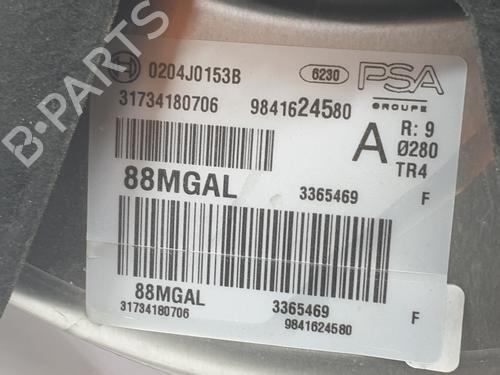 B-PARTS
0204J0153B 6230 PSA
GROUPE
31734180706 9841624580
A R: 9
Ø280
TR4
88MGAL 3365469 F
88MGAL 3365469 F
31734180706 9841624580